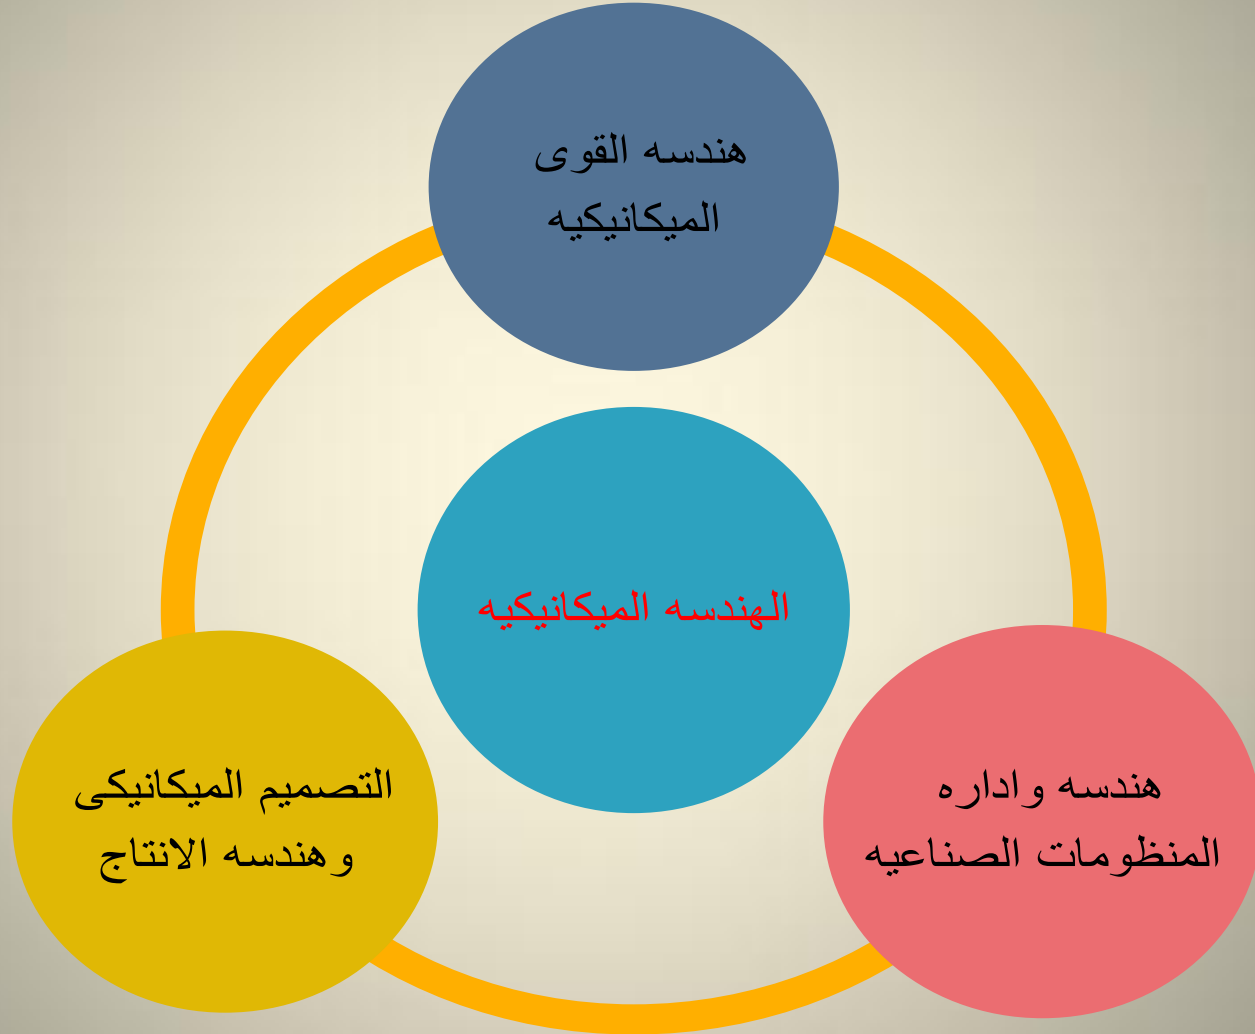 هندسه القوى
الميكانيكيه
الهندسه الميكانيكيه
هندسه واداره
المنظومات الصناعيه
التصميم الميكانيكى
وهندسه الانتاج